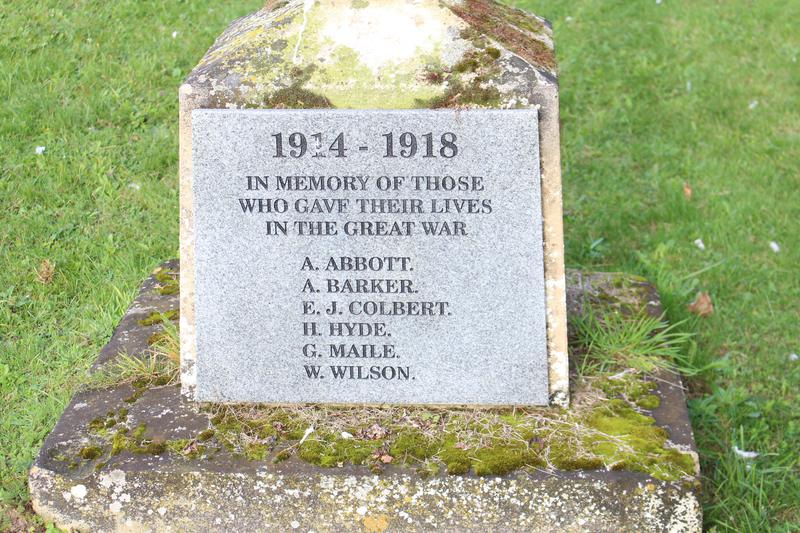 1914 - 1918
IN MEMORY OF THOSE
WHO GAVE THEIR LIVES
IN THE GREAT WAR
A. ABBOTT.
A. BARKER.
E. J. COLBERT.
H. HYDE.
G. MAILE.
W. WILSON.